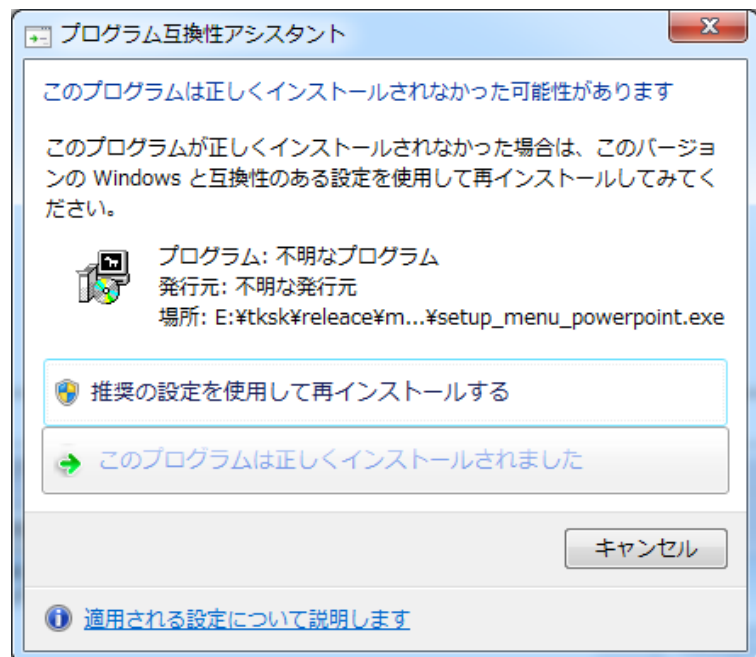 プログラム互換性アシスタント
このプログラムは正しくインストールされなかった可能性があります
このプログラムが正しくインストールされなかった場合は、このバージョ
ンの Windows と互換性のある設定を使用して再インストールしてみてく
ださい。
プログラム: 不明なプログラム
発行元: 不明な発行元
場所: E:¥tksk¥releace¥m...¥setup_menu_powerpoint.exe
推奨の設定を使用して再インストールする
このプログラムは正しくインストールされました
キャンセル
適用される設定について説明します